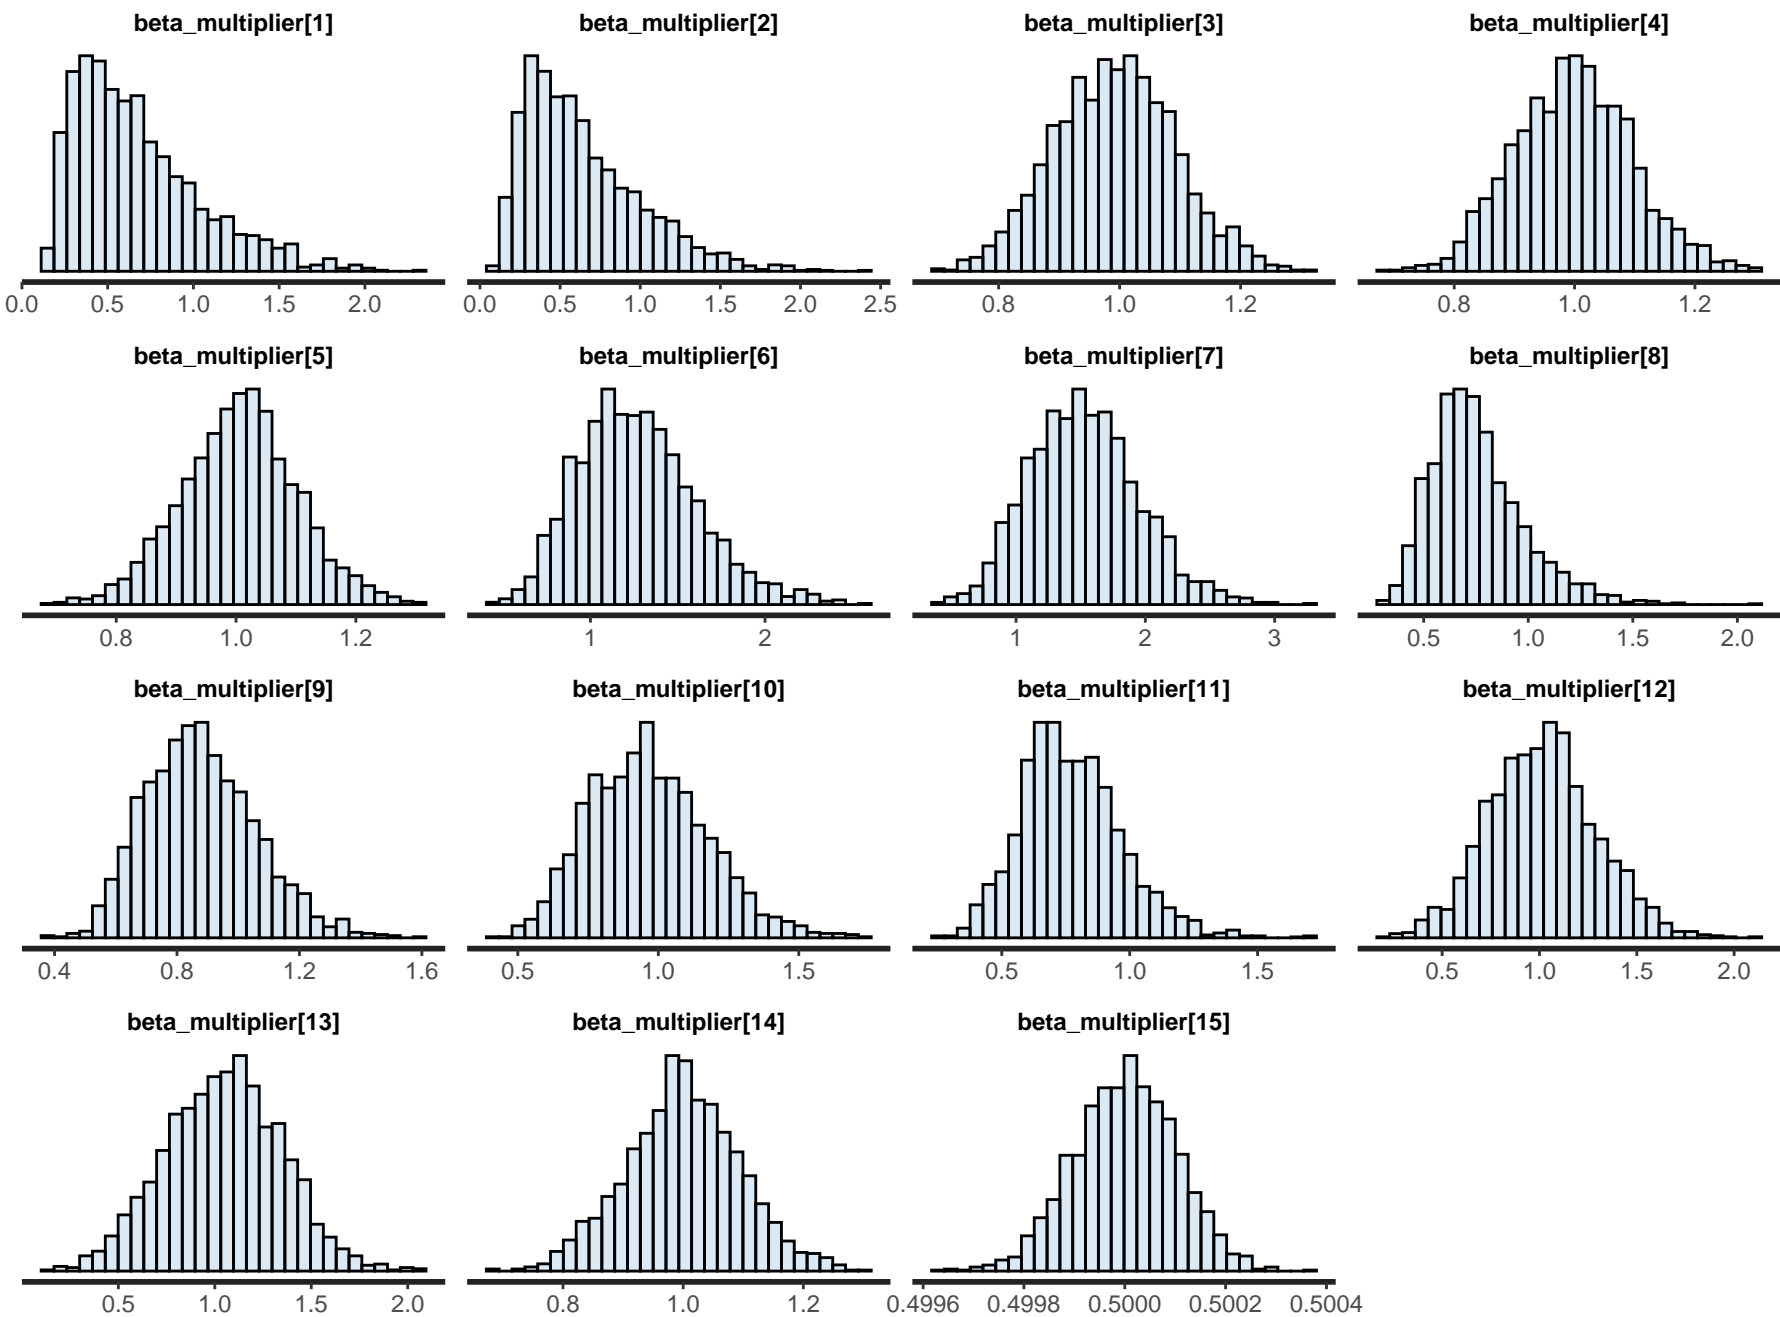 beta_multiplier[1] beta_multiplier[2] beta_multiplier[3] beta_multiplier[4]
0.0 0.5 1.0 1.5 2.0 0.0 0.5 1.0 1.5 2.0 2.5 0.8 1.0 1.2 0.8 1.0 1.2
beta_multiplier[5] beta_multiplier[6] beta_multiplier[7] beta_multiplier[8]
0.8 1.0 1.2 1 2 1 2 3 0.5 1.0 1.5 2.0
beta_multiplier[9] beta_multiplier[10] beta_multiplier[11] beta_multiplier[12]
0.4 0.8 1.2 1.6 0.5 1.0 1.5 0.5 1.0 1.5 0.5 1.0 1.5 2.0
beta_multiplier[13] beta_multiplier[14] beta_multiplier[15]
0.5 1.0 1.5 2.0 0.8 1.0 1.2 0.4996 0.4998 0.5000 0.5002 0.5004